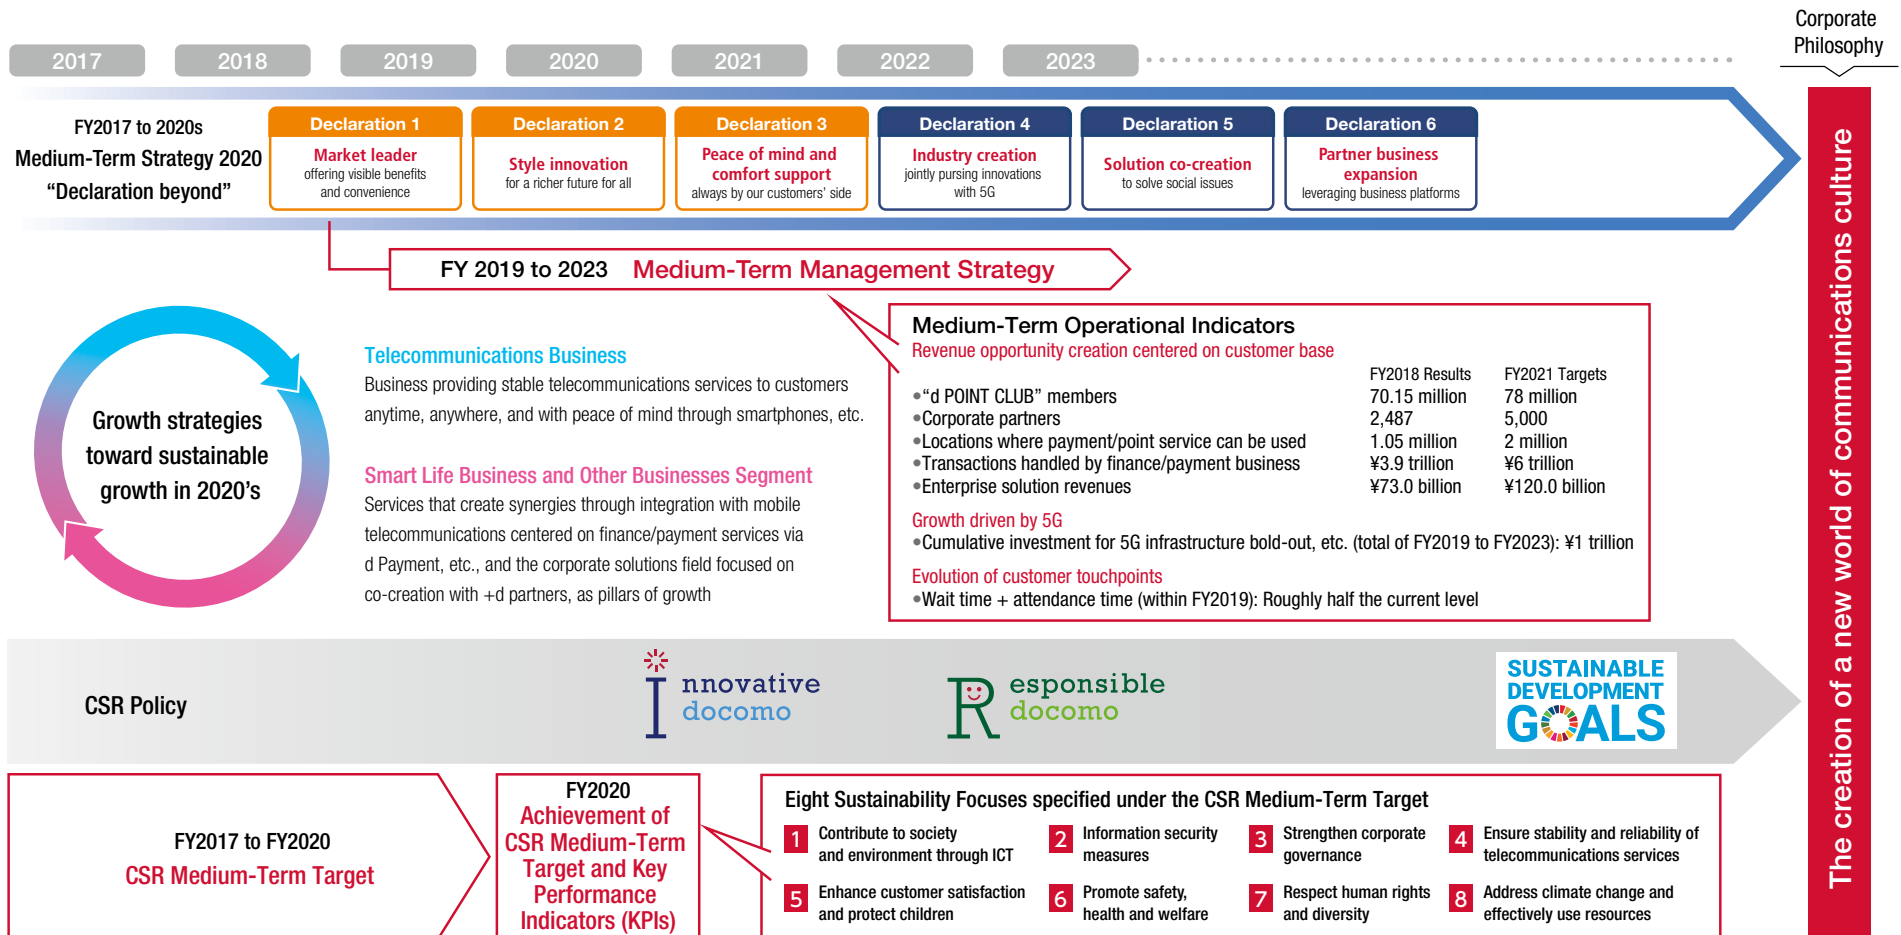 Corporate
Philosophy
2017
2018
2019
2020
2021
2022
2023
FY2017 to 2020s
Medium-Term Strategy 2020
“Declaration beyond”
Declaration 1
Market leader
offering visible benefits
and convenience
Declaration 2
Style innovation
for a richer future for all
Declaration 3
Peace of mind and
comfort support
always by our customers’ side
Declaration 4
Industry creation
jointly pursing innovations
with 5G
Declaration 5
Solution co-creation
to solve social issues
Declaration 6
Partner business
expansion
leveraging business platforms
The creation of a new world of communications culture
FY 2019 to 2023 Medium-Term Management Strategy
Growth strategies
toward sustainable
growth in 2020’s
Telecommunications Business
Business providing stable telecommunications services to customers
anytime, anywhere, and with peace of mind through smartphones, etc.
Smart Life Business and Other Businesses Segment
Services that create synergies through integration with mobile
telecommunications centered on finance/payment services via
d Payment, etc., and the corporate solutions field focused on
co-creation with +d partners, as pillars of growth
Medium-Term Operational Indicators
Revenue opportunity creation centered on customer base
FY2018 Results FY2021 Targets
•“d POINT CLUB” members 70.15 million 78 million
•Corporate partners 2,487 5,000
•Locations where payment/point service can be used 1.05 million 2 million
•Transactions handled by finance/payment business ¥3.9 trillion ¥6 trillion
•Enterprise solution revenues ¥73.0 billion ¥120.0 billion
Growth driven by 5G
•Cumulative investment for 5G infrastructure bold-out, etc. (total of FY2019 to FY2023): ¥1 trillion
Evolution of customer touchpoints
•Wait time + attendance time (within FY2019): Roughly half the current level
CSR Policy
Innovative
docomo
Responsible
docomo
SUSTAINABLE
DEVELOPMENT
GOALS
FY2017 to FY2020
CSR Medium-Term Target
FY2020
Achievement of
CSR Medium-Term
Target and Key
Performance
Indicators (KPIs)
Eight Sustainability Focuses specified under the CSR Medium-Term Target
1 Contribute to society
and environment through ICT
2 Information security
measures
3 Strengthen corporate
governance
4 Ensure stability and reliability of
telecommunications services
5 Enhance customer satisfaction
and protect children
6 Promote safety,
health and welfare
7 Respect human rights
and diversity
8 Address climate change and
effectively use resources